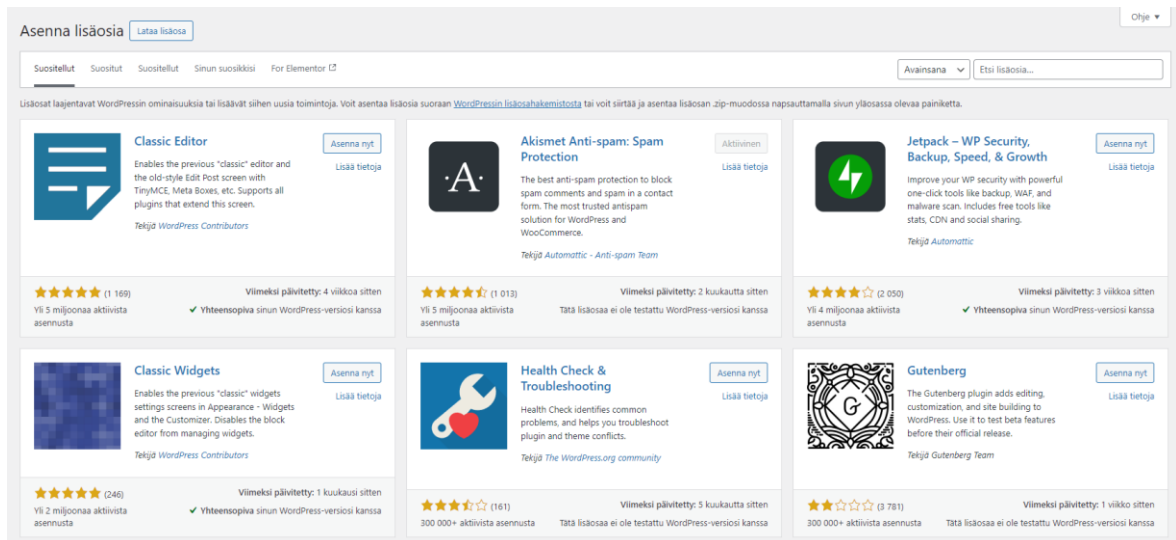 Ohje ▼
Asenna lisäosia
Lataa lisäosa
Suositellut
Suositut
Suositellut
Sinun suosikkisi
For Elementor
Avainsana
Etsi lisäosia...
Lisäosat laajentavat WordPressin ominaisuuksia tai lisäävät siihen uusia toimintoja. Voit asentaa lisäosia suoraan WordPressin lisäosahakemistosta tai voit siirtää ja asentaa lisäosan .zip-muodossa napsauttamalla sivun yläosassa olevaa painiketta.
Classic Editor
Asenna nyt
Lisää tietoja
Enables the previous "classic" editor and
the old-style Edit Post screen with
TinyMCE, Meta Boxes, etc. Supports all
plugins that extend this screen.
Tekijä WordPress Contributors
(1 169)
Yli 5 miljoonaa aktiivista
asennusta
Viimeksi päivitetty: 4 viikkoa sitten
✔ Yhteensopiva sinun WordPress-versiosi kanssa
·A·
Akismet Anti-spam: Spam
Protection
Aktiivinen
Lisää tietoja
The best anti-spam protection to block
spam comments and spam in a contact
form. The most trusted antispam
solution for WordPress and
WooCommerce.
Tekijä Automattic - Anti-spam Team
(1 013)
Yli 5 miljoonaa aktiivista
asennusta
Viimeksi päivitetty: 2 kuukautta sitten
Tätä lisäosaa ei ole testattu WordPress-versiosi kanssa
Jetpack – WP Security,
Backup, Speed, & Growth
Asenna nyt
Lisää tietoja
Improve your WP security with powerful
one-click tools like backup, WAF, and
malware scan. Includes free tools like
stats, CDN and social sharing.
Tekijä Automattic
(2 050)
Yli 4 miljoonaa aktiivista
asennusta
Viimeksi päivitetty: 3 viikkoa sitten
✔ Yhteensopiva sinun WordPress-versiosi kanssa
Classic Widgets
Asenna nyt
Lisää tietoja
Enables the previous "classic" widgets
settings screens in Appearance - Widgets
and the Customizer. Disables the block
editor from managing widgets.
Tekijä WordPress Contributors
(246)
Yli 2 miljoonaa aktiivista
asennusta
Viimeksi päivitetty: 1 kuukausi sitten
✔ Yhteensopiva sinun WordPress-versiosi kanssa
Health Check &
Troubleshooting
Asenna nyt
Lisää tietoja
Health Check identifies common
problems, and helps you troubleshoot
plugin and theme conflicts.
Tekijä The WordPress.org community
(161)
300 000+ aktiivista asennusta
Viimeksi päivitetty: 5 kuukautta sitten
Tätä lisäosaa ei ole testattu WordPress-versiosi kanssa
G
Gutenberg
Asenna nyt
Lisää tietoja
The Gutenberg plugin adds editing,
customization, and site building to
WordPress. Use it to test beta features
before their official release.
Tekijä Gutenberg Team
(3 781)
300 000+ aktiivista asennusta
Viimeksi päivitetty: 1 viikko sitten
Tätä lisäosaa ei ole testattu WordPress-versiosi kanssa